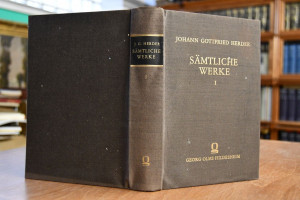 J. G. HERDER
SÄMTLICHE
WERKE
JOHANN GOTTFRIED HERDER
SÄMTLICHE
WERKE
I
GEORG OLMS HILDESHEIM